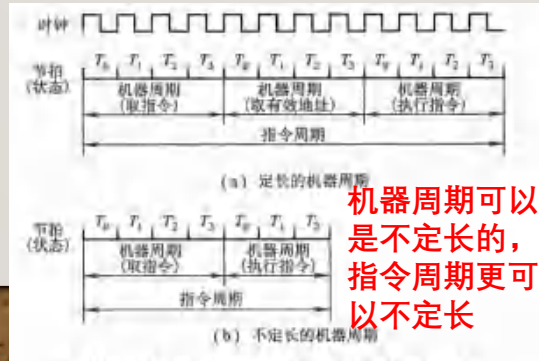 时钟
节拍 T₀ T₁ T₂ T₃ T₀ T₁ T₂ T₃ T₀ T₁ T₂ T₃
(状态) 机器周期 机器周期 机器周期
(取指令) (取有效地址) (执行指令)
指令周期
(a) 定长的机器周期
机器周期可以
是不定长的,
指令周期更可
以不定长
节拍 T₀ T₁ T₂ T₃ T₀ T₁ T₂
(状态) 机器周期 机器周期
(取指令) (执行指令)
指令周期
(b) 不定长的机器周期